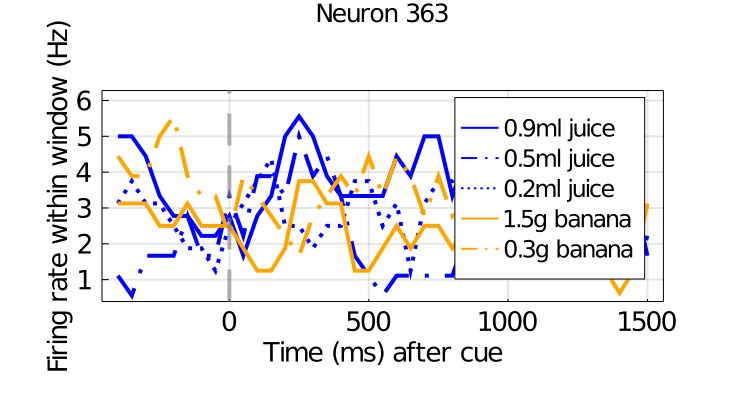 Neuron 363
Firing rate within window (Hz)
6
5
4
3
2
1
0.9ml juice
0.5ml juice
0.2ml juice
1.5g banana
0.3g banana
0
500
1000
1500
Time (ms) after cue